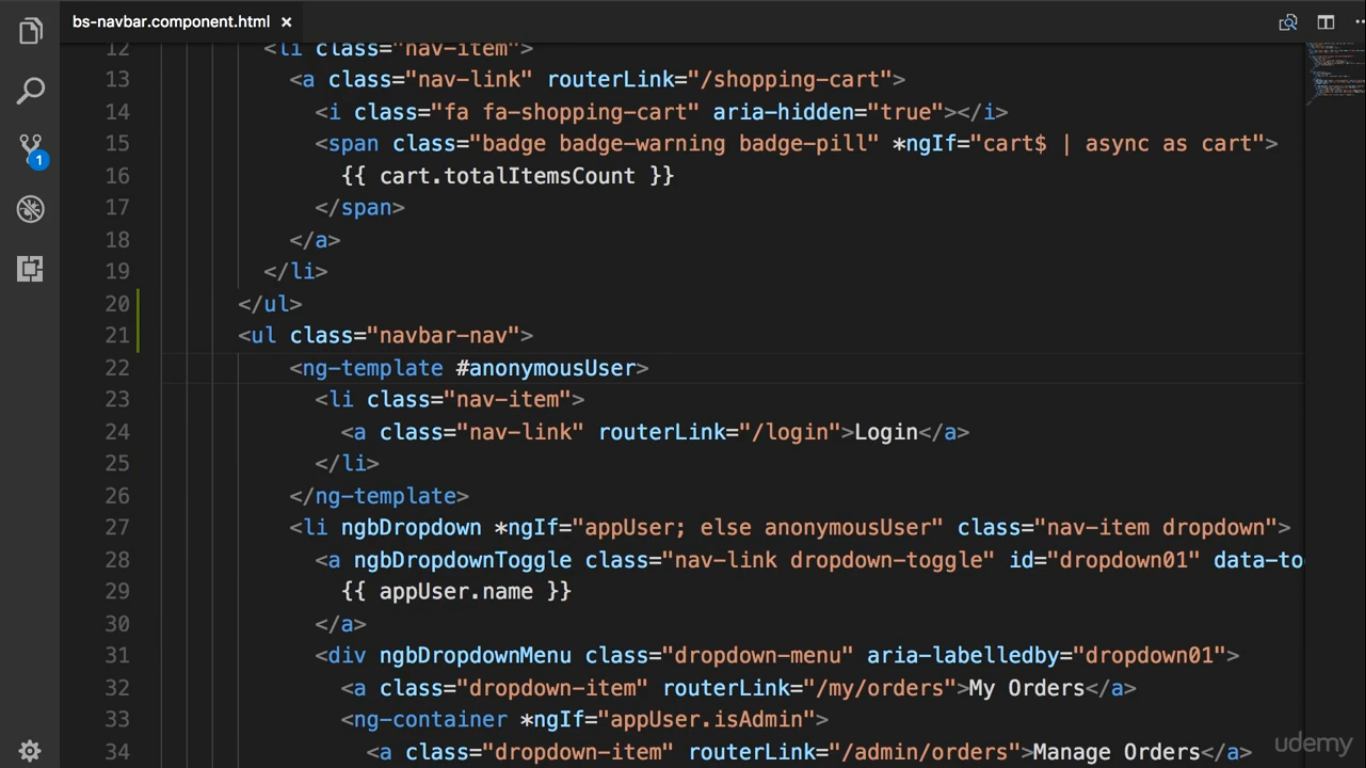 bs-navbar.component.html ×
12 <li class="nav-item">
13 <a class="nav-link" routerLink="/shopping-cart">
14 <i class="fa fa-shopping-cart" aria-hidden="true"></i>
15 <span class="badge badge-warning badge-pill" *ngIf="cart$ | async as cart">
16 {{ cart.totalItemsCount }}
17 </span>
18 </a>
19 </li>
20 </ul>
21 <ul class="navbar-nav">
22 <ng-template #anonymousUser>
23 <li class="nav-item">
24 <a class="nav-link" routerLink="/login">Login</a>
25 </li>
26 </ng-template>
27 <li ngbDropdown *ngIf="appUser; else anonymousUser" class="nav-item dropdown">
28 <a ngbDropdownToggle class="nav-link dropdown-toggle" id="dropdown01" data-to
29 {{ appUser.name }}
30 </a>
31 <div ngbDropdownMenu class="dropdown-menu" aria-labelledby="dropdown01">
32 <a class="dropdown-item" routerLink="/my/orders">My Orders</a>
33 <ng-container *ngIf="appUser.isAdmin">
34 <a class="dropdown-item" routerLink="/admin/orders">Manage Orders</a>
1
udemy